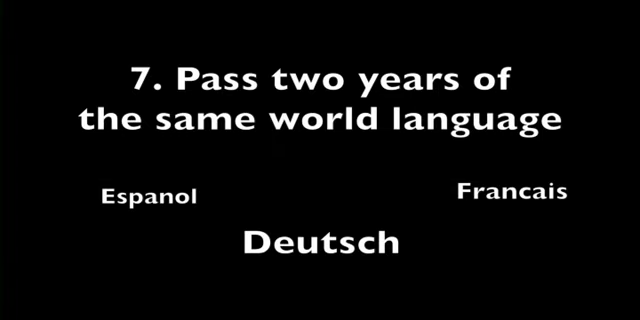 7. Pass two years of
the same world language
Espanol
Francais
Deutsch